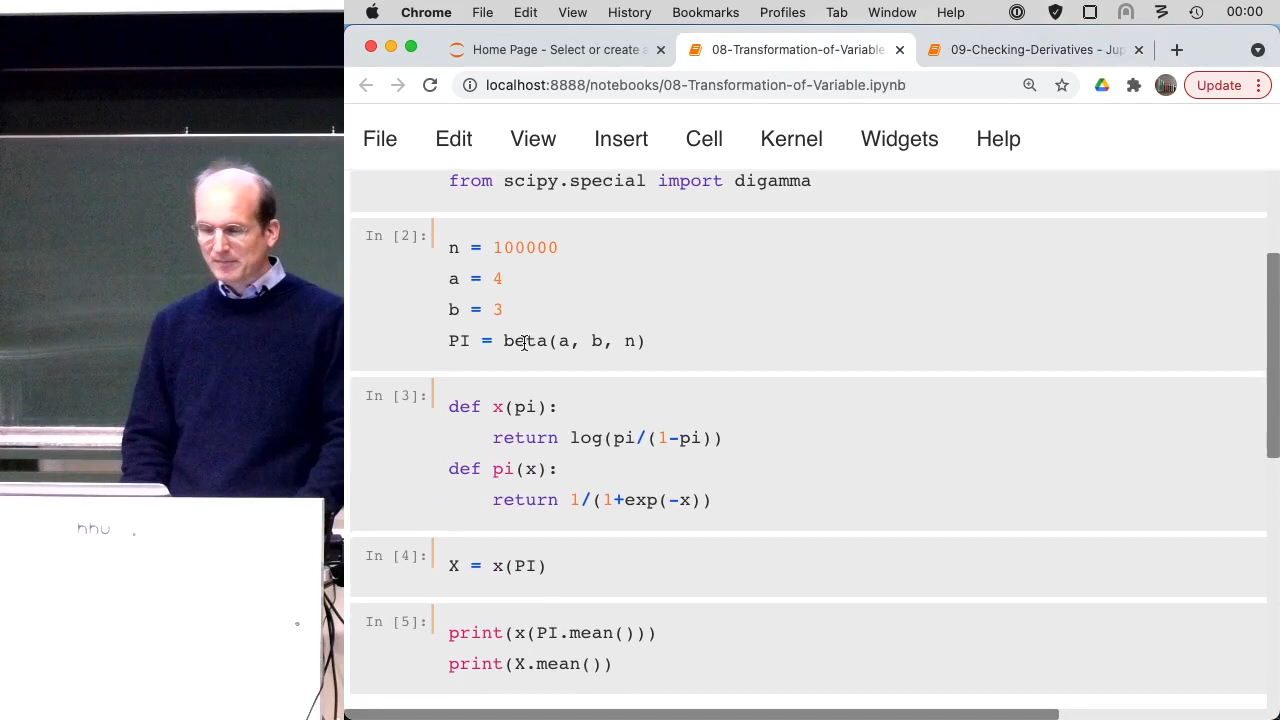 Chrome File Edit View History Bookmarks Profiles Tab Window Help 00:00
Home Page - Select or create a
08-Transformation-of-Variable
09-Checking-Derivatives - Jup
localhost:8888/notebooks/08-Transformation-of-Variable.ipynb
Update
File Edit View Insert Cell Kernel Widgets Help
from scipy.special import digamma
In [2]:
n = 100000
a = 4
b = 3
PI = beta(a, b, n)
In [3]:
def x(pi):
    return log(pi/(1-pi))
def pi(x):
    return 1/(1+exp(-x))
In [4]:
X = x(PI)
In [5]:
print(x(PI.mean()))
print(X.mean())
hhu